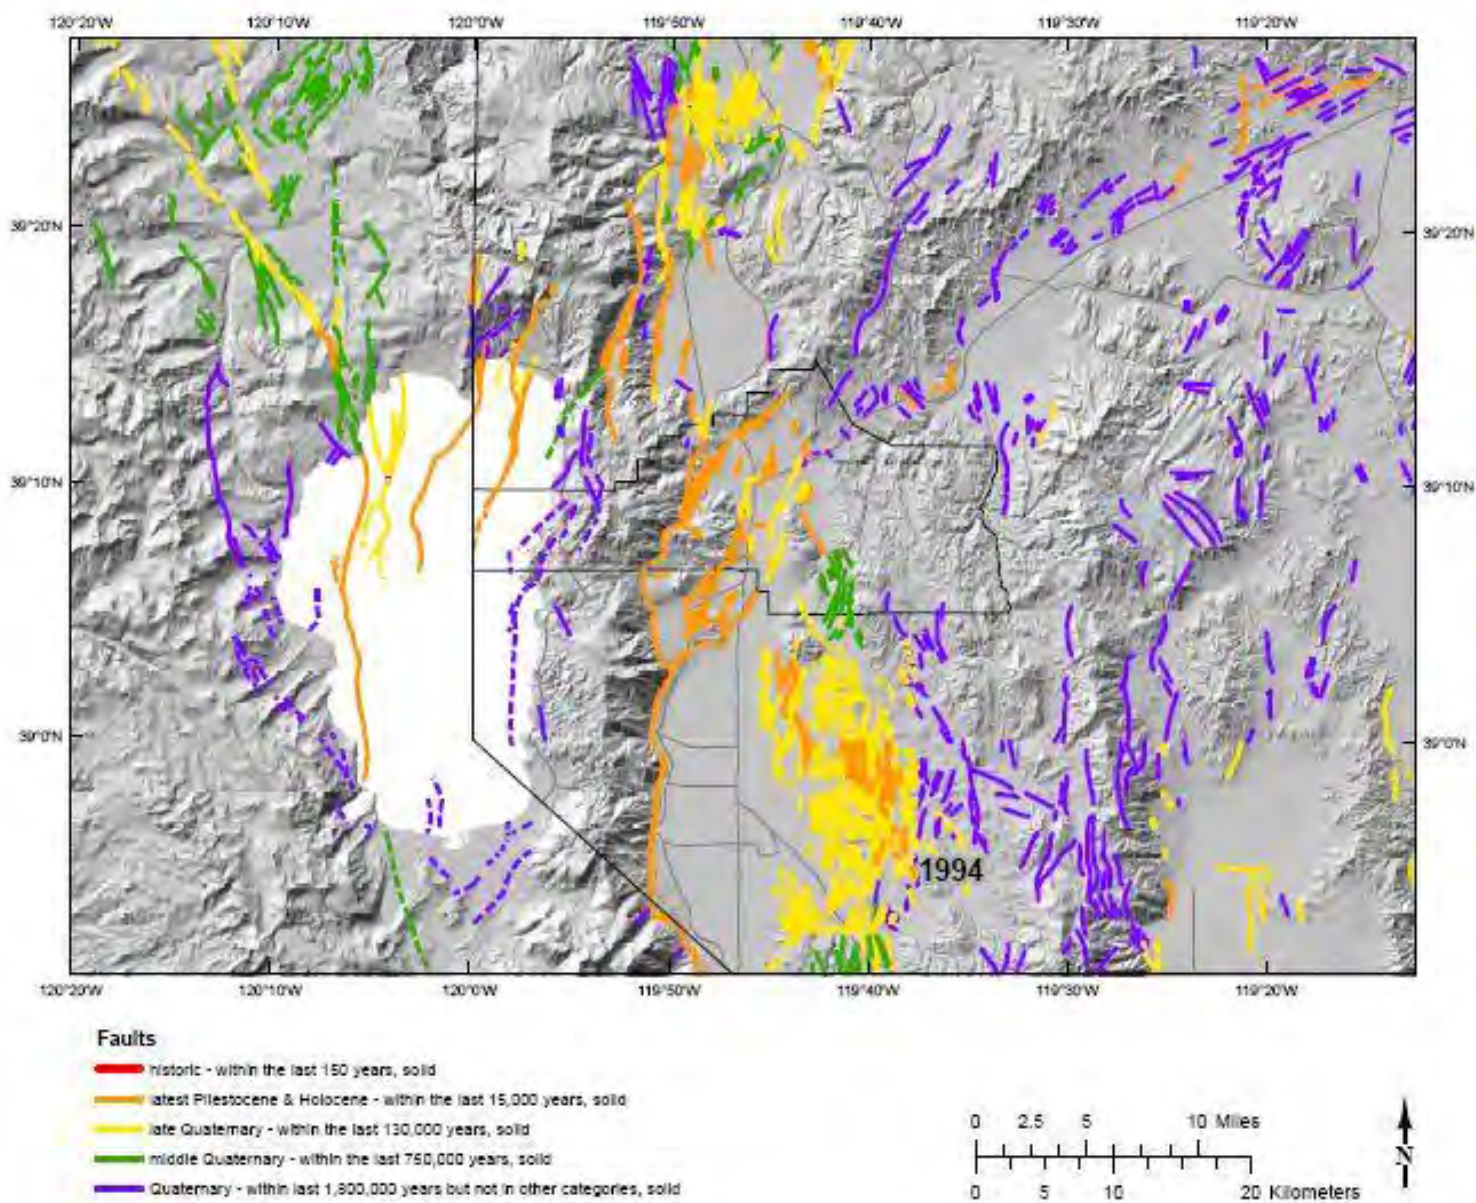 120°20'W 120°10'W 120°0'W 119°50'W 119°40'W 119°30'W 119°20'W
39°20'N 39°20'N
39°10'N 39°10'N
39°0'N 39°0'N
1994
120°20'W 120°10'W 120°0'W 119°50'W 119°40'W 119°30'W 119°20'W
Faults
historic - within the last 150 years, solid
latest Pliestocene & Holocene - within the last 15,000 years, solid
late Quaternary - within the last 130,000 years, solid
middle Quaternary - within the last 750,000 years, solid
Quaternary - within last 1,800,000 years but not in other categories, solid
0 2.5 5 10 Miles
0 5 10 20 Kilometers
N